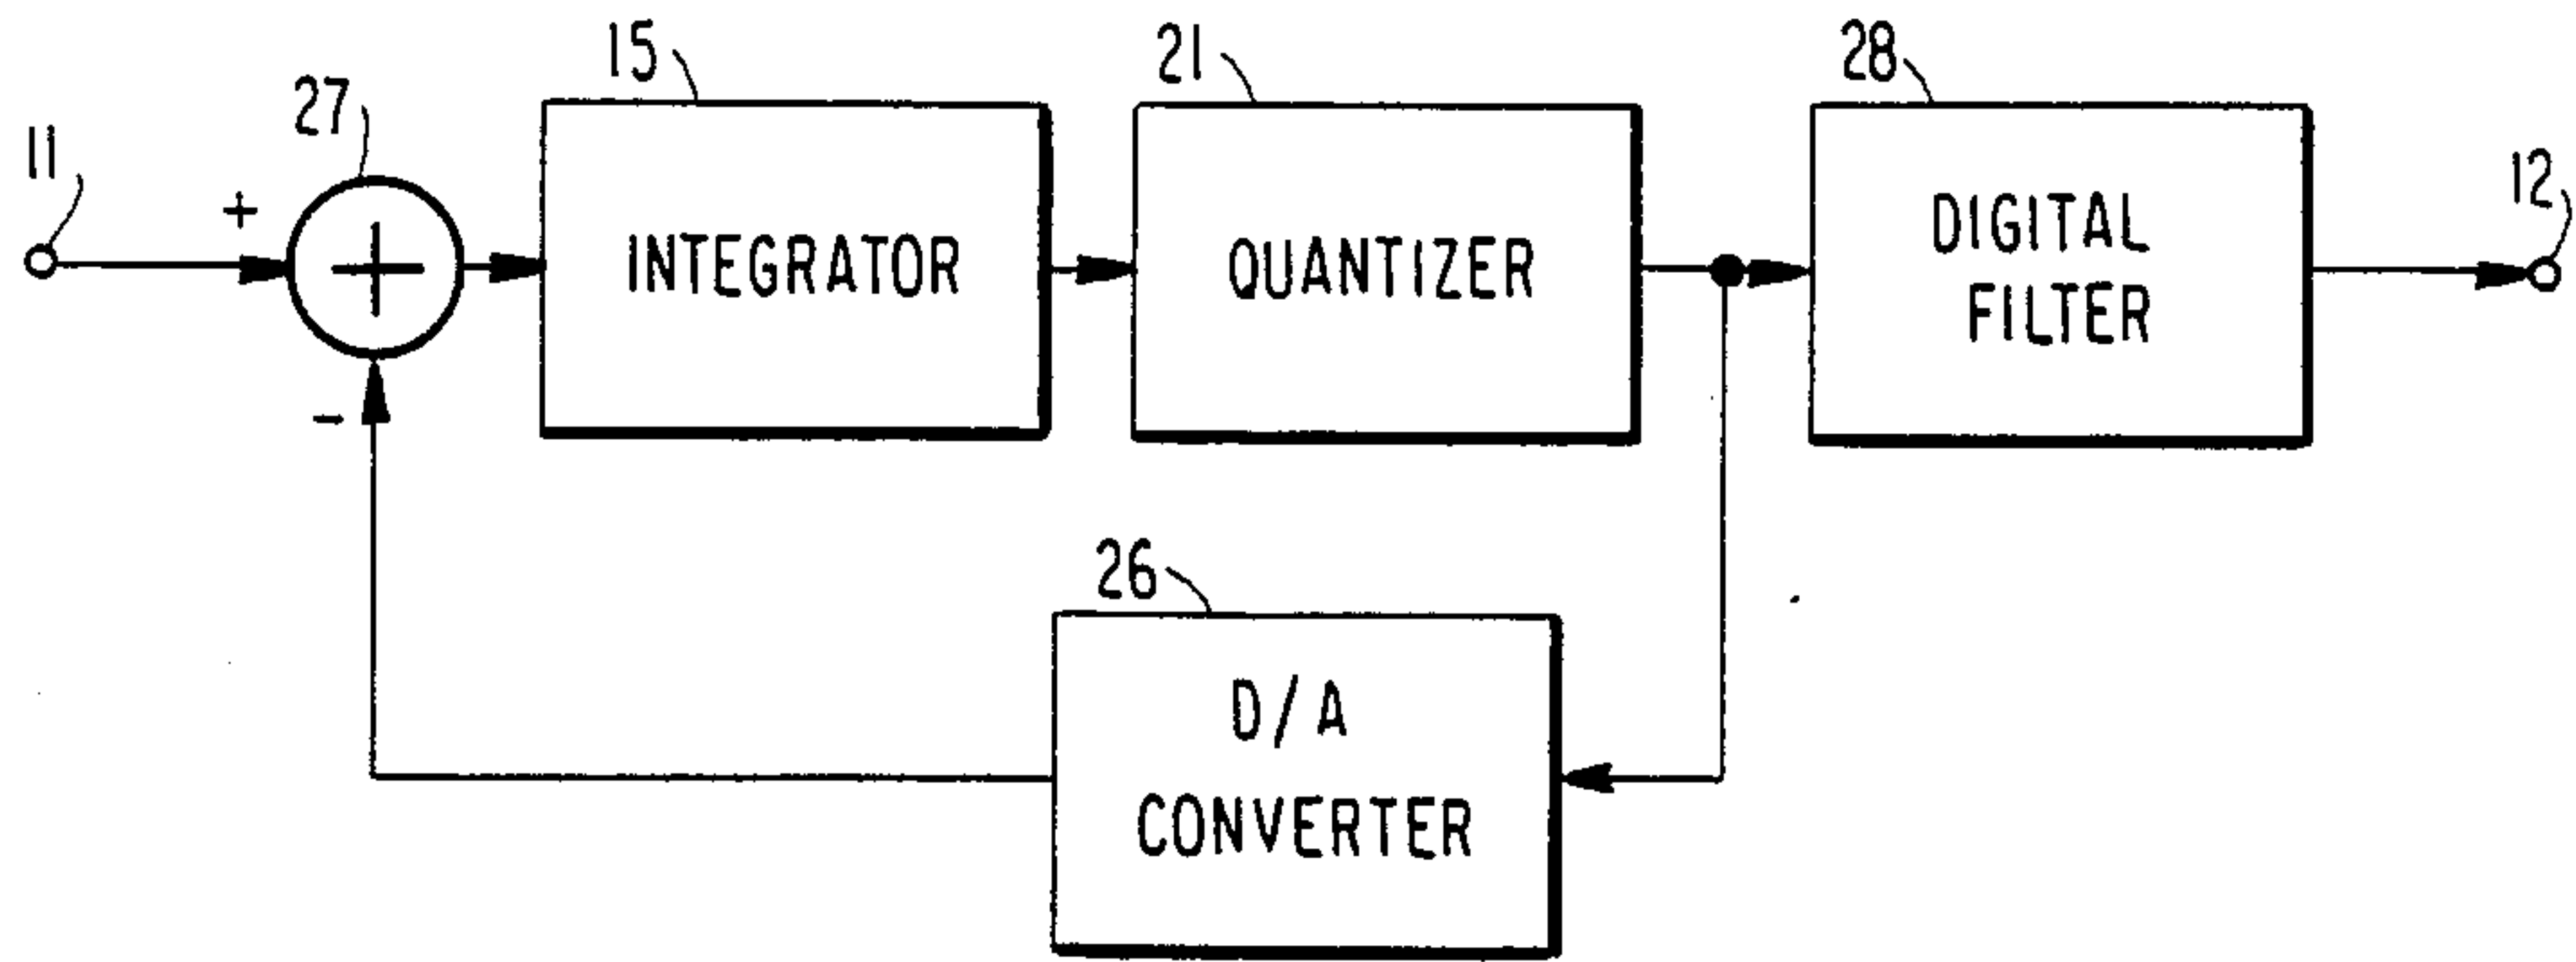 11
+
27
15
INTEGRATOR
21
QUANTIZER
28
DIGITAL
FILTER
12
-
26
D/A
CONVERTER